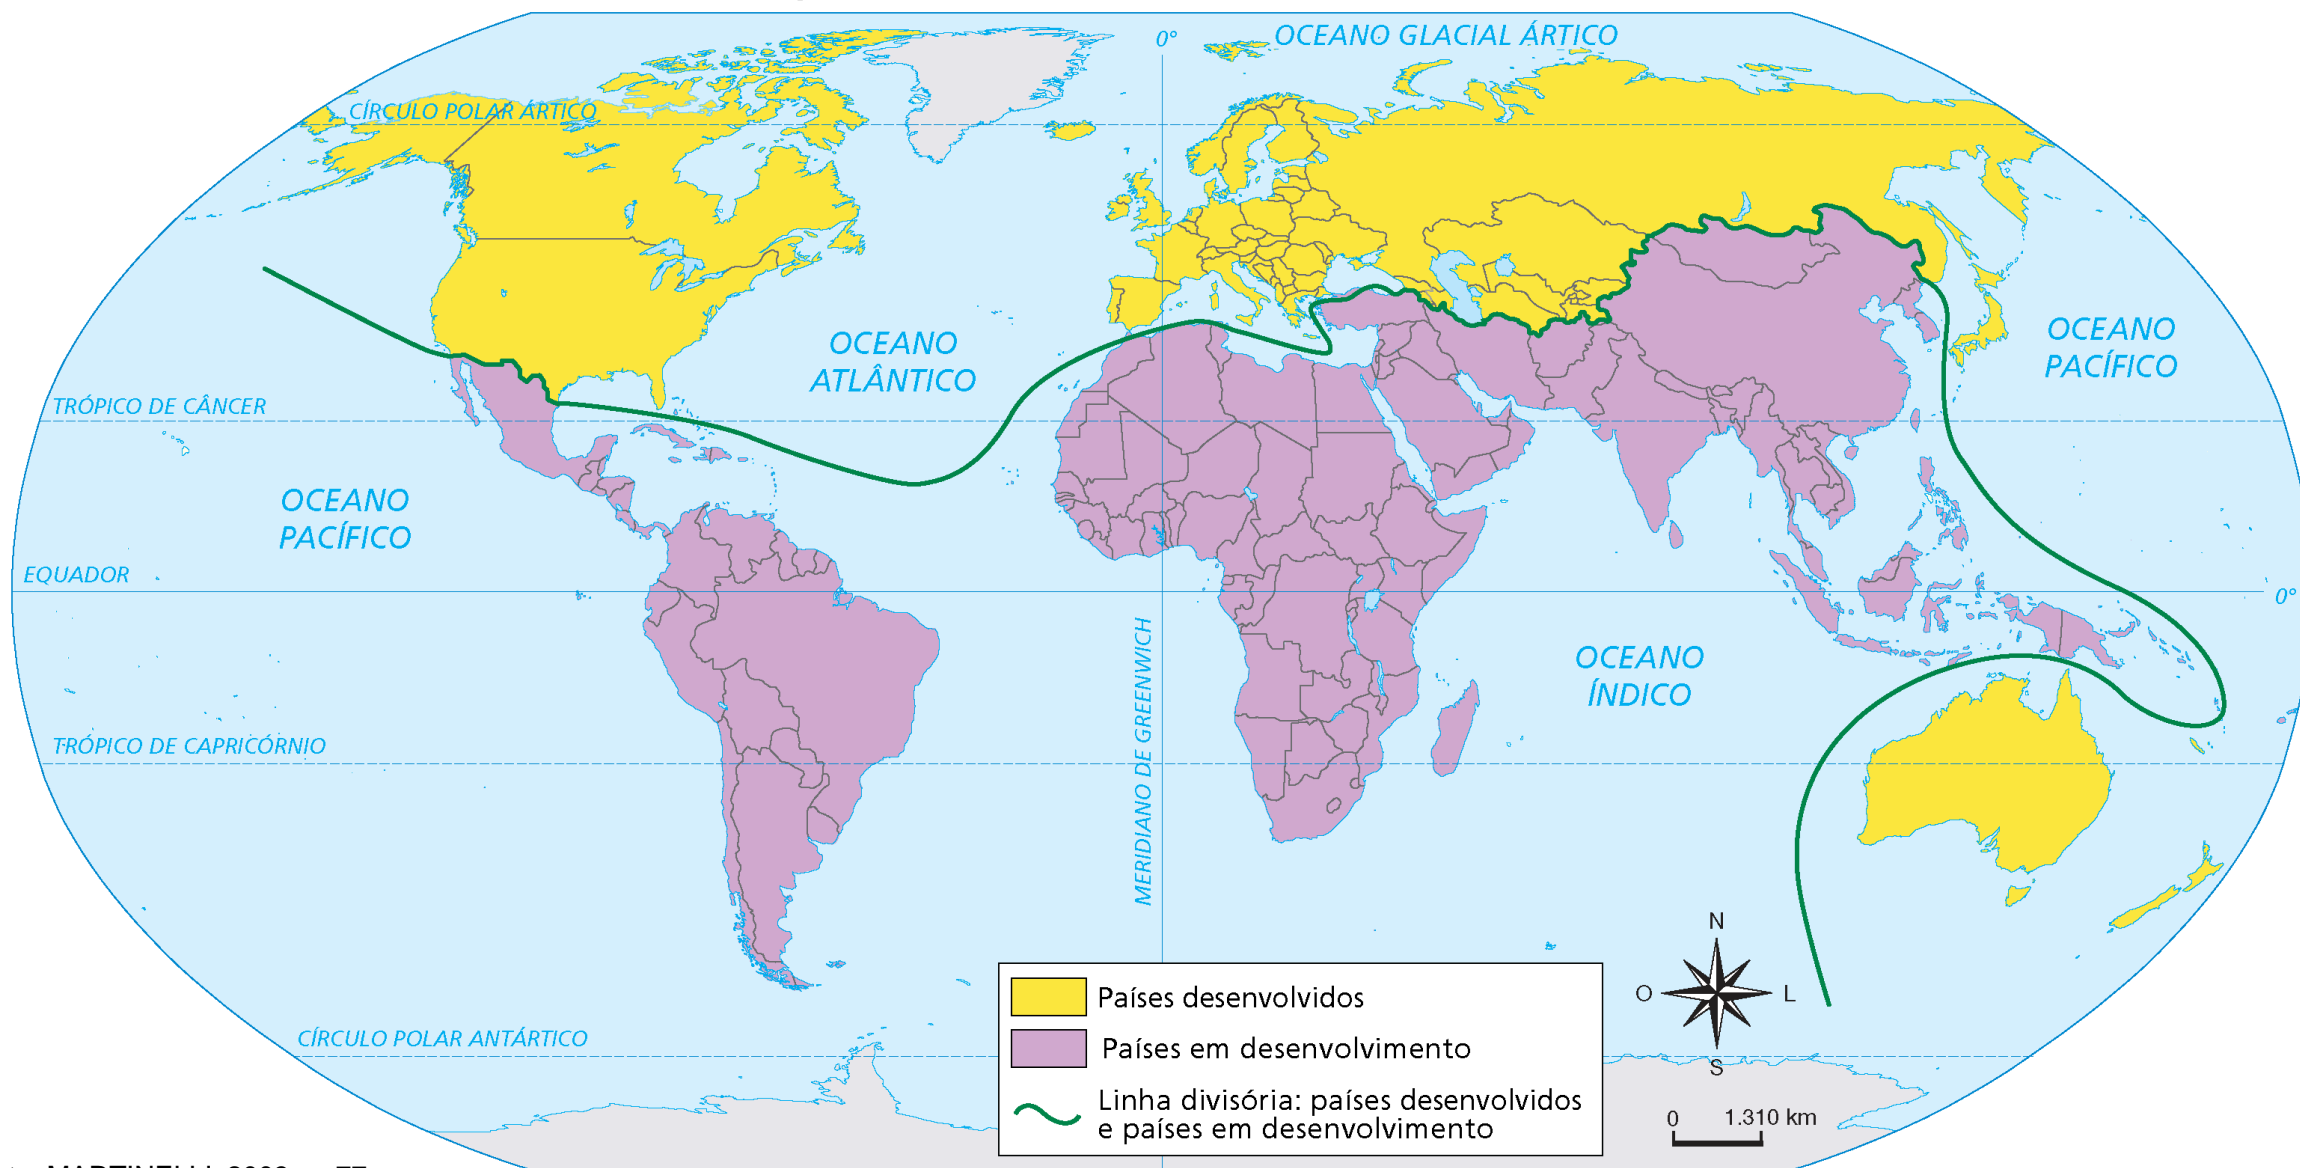 0°
OCEANO GLACIAL ÁRTICO
CÍRCULO POLAR ÁRTICO
OCEANO
ATLÂNTICO
OCEANO
PACÍFICO
TRÓPICO DE CÂNCER
OCEANO
PACÍFICO
EQUADOR
0°
OCEANO
ÍNDICO
MERIDIANO DE GREENWICH
TRÓPICO DE CAPRICÓRNIO
N
O
L
S
CÍRCULO POLAR ANTÁRTICO
Países desenvolvidos
Países em desenvolvimento
Linha divisória: países desenvolvidos
e países em desenvolvimento
0 1.310 km